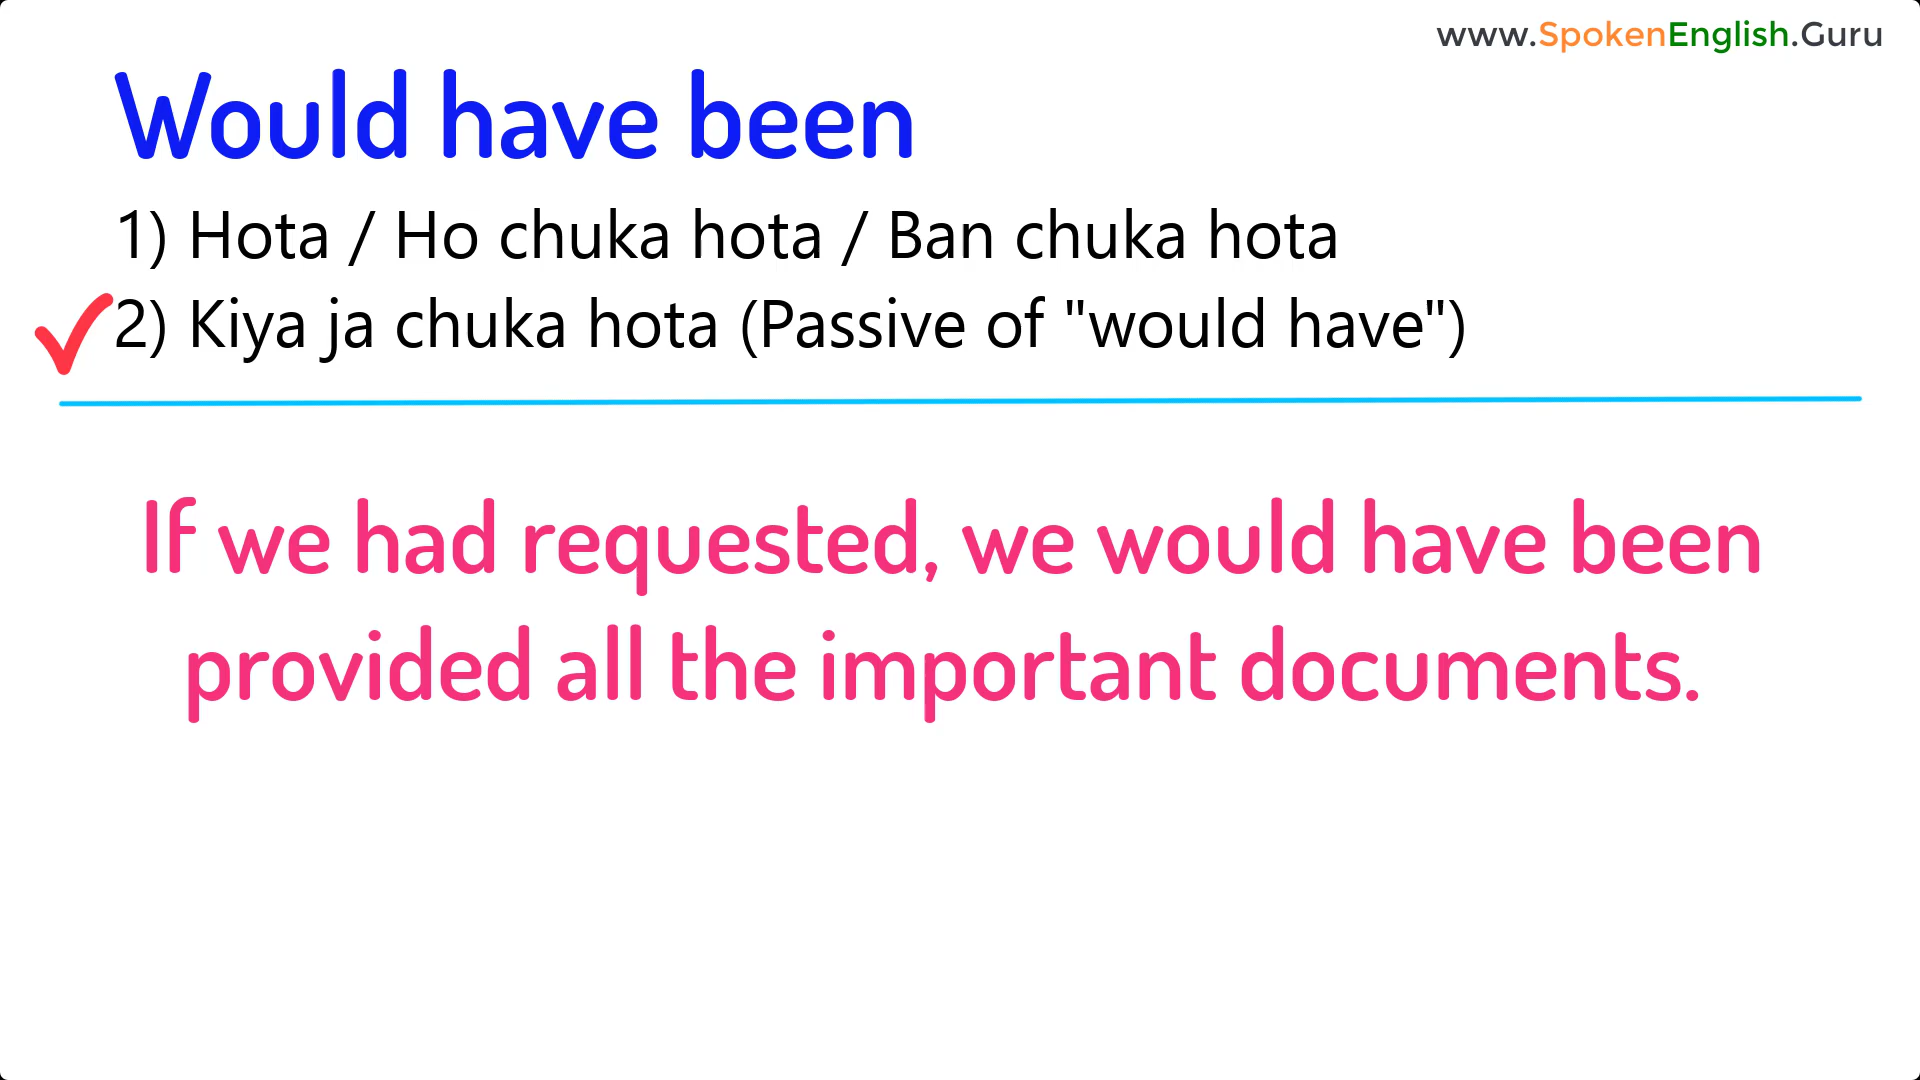 www.SpokenEnglish.Guru
Would have been
1) Hota / Ho chuka hota / Ban chuka hota
2) Kiya ja chuka hota (Passive of "would have")
If we had requested, we would have been
provided all the important documents.